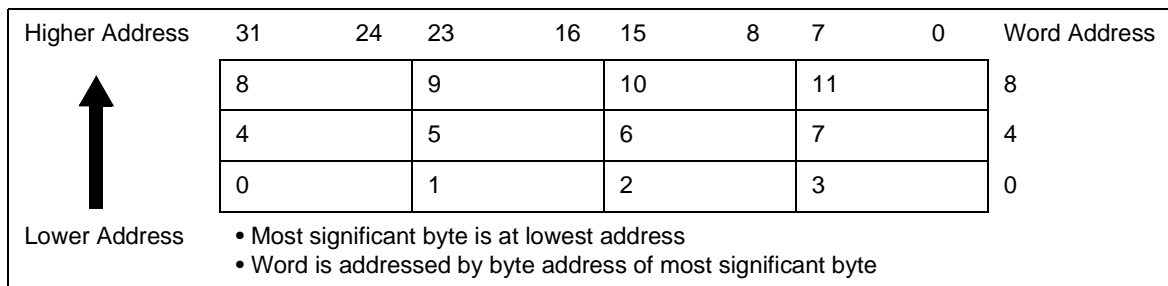 Higher Address 31 24 23 16 15 8 7 0 Word Address
8 9 10 11 8
4 5 6 7 4
0 1 2 3 0
Lower Address • Most significant byte is at lowest address
• Word is addressed by byte address of most significant byte